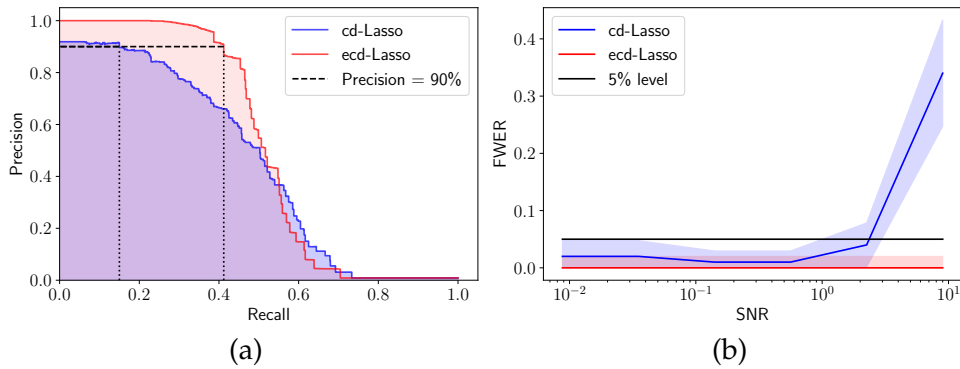 1.0
0.8
0.6
0.4
0.2
0.0
Precision
0.0 0.2 0.4 0.6 0.8 1.0
Recall
cd-Lasso
ecd-Lasso
Precision = 90%
(a)
0.4
0.3
0.2
0.1
0.0
FWER
10⁻² 10⁻¹ 10⁰ 10¹
SNR
cd-Lasso
ecd-Lasso
5% level
(b)